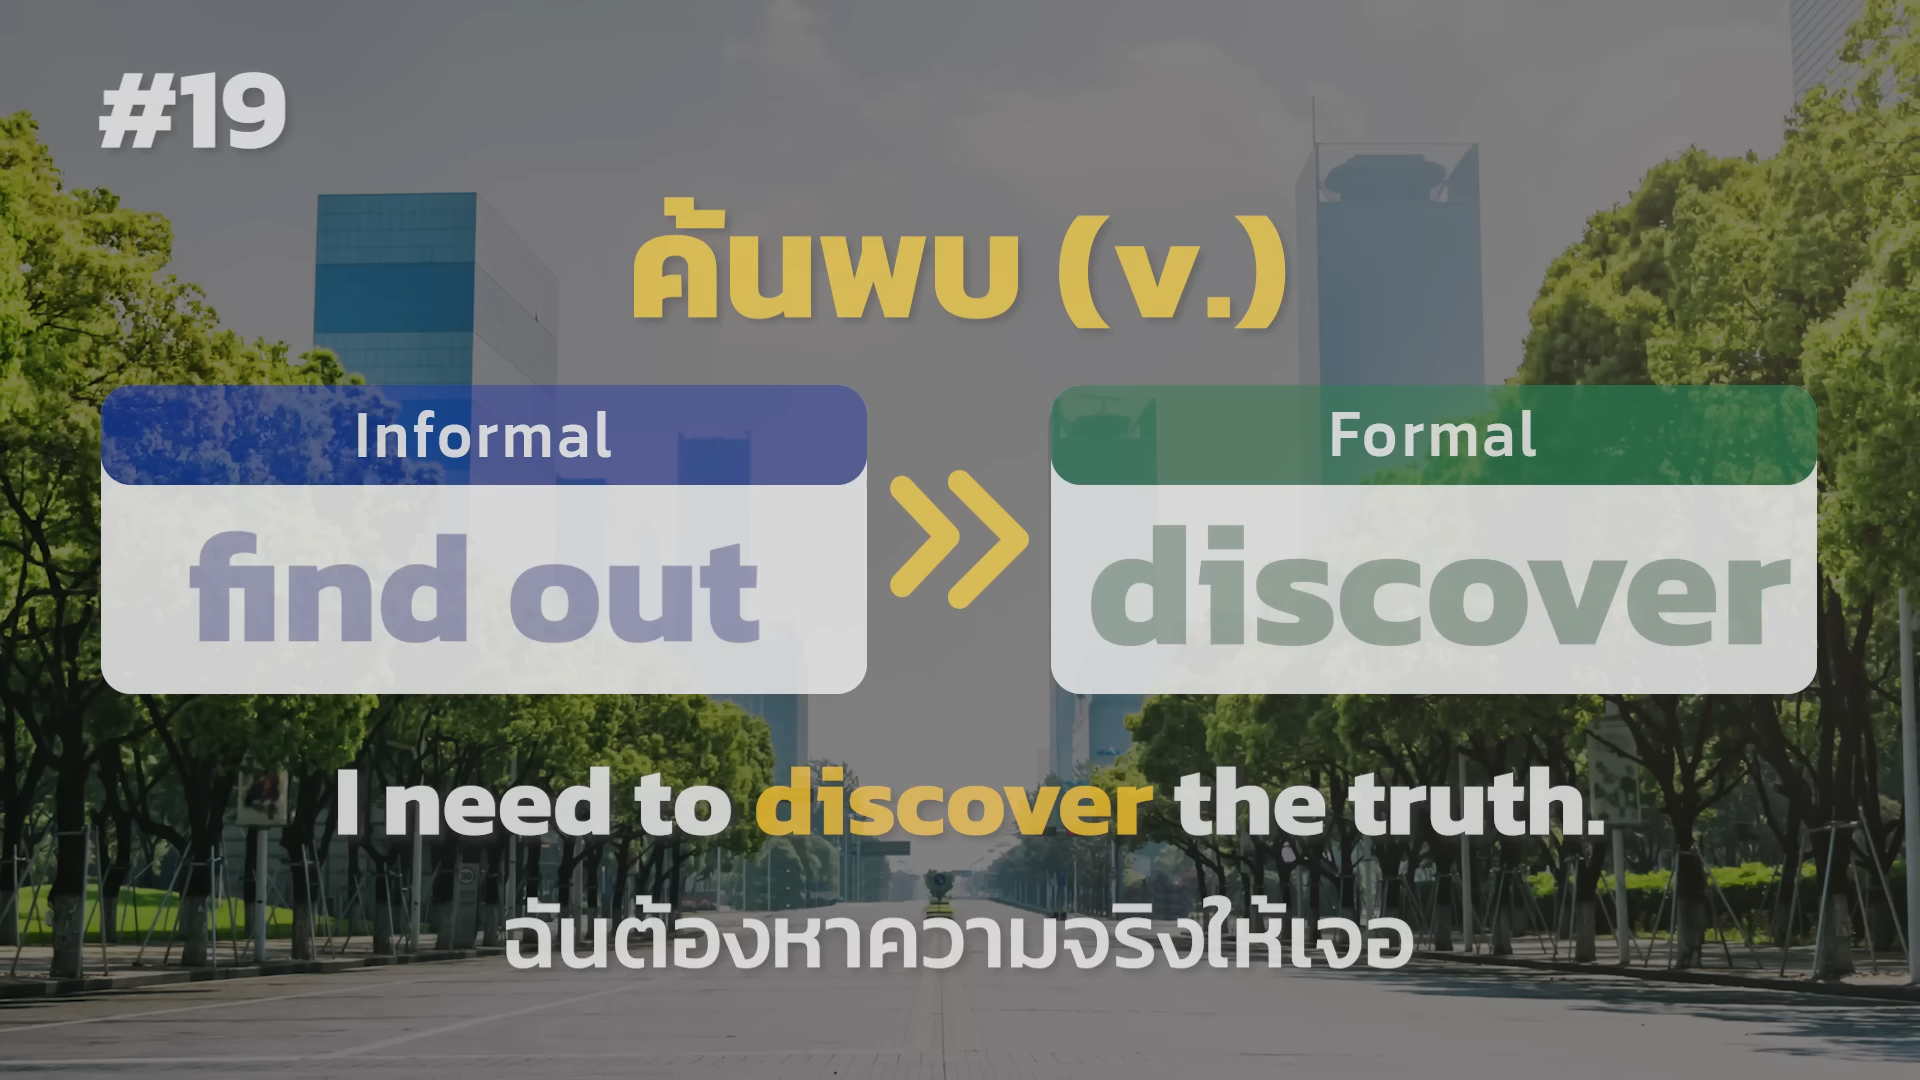 #19
ค้นพบ (v.)
Informal
find out
Formal
discover
I need to discover the truth.
ฉันต้องหาความจริงให้เจอ